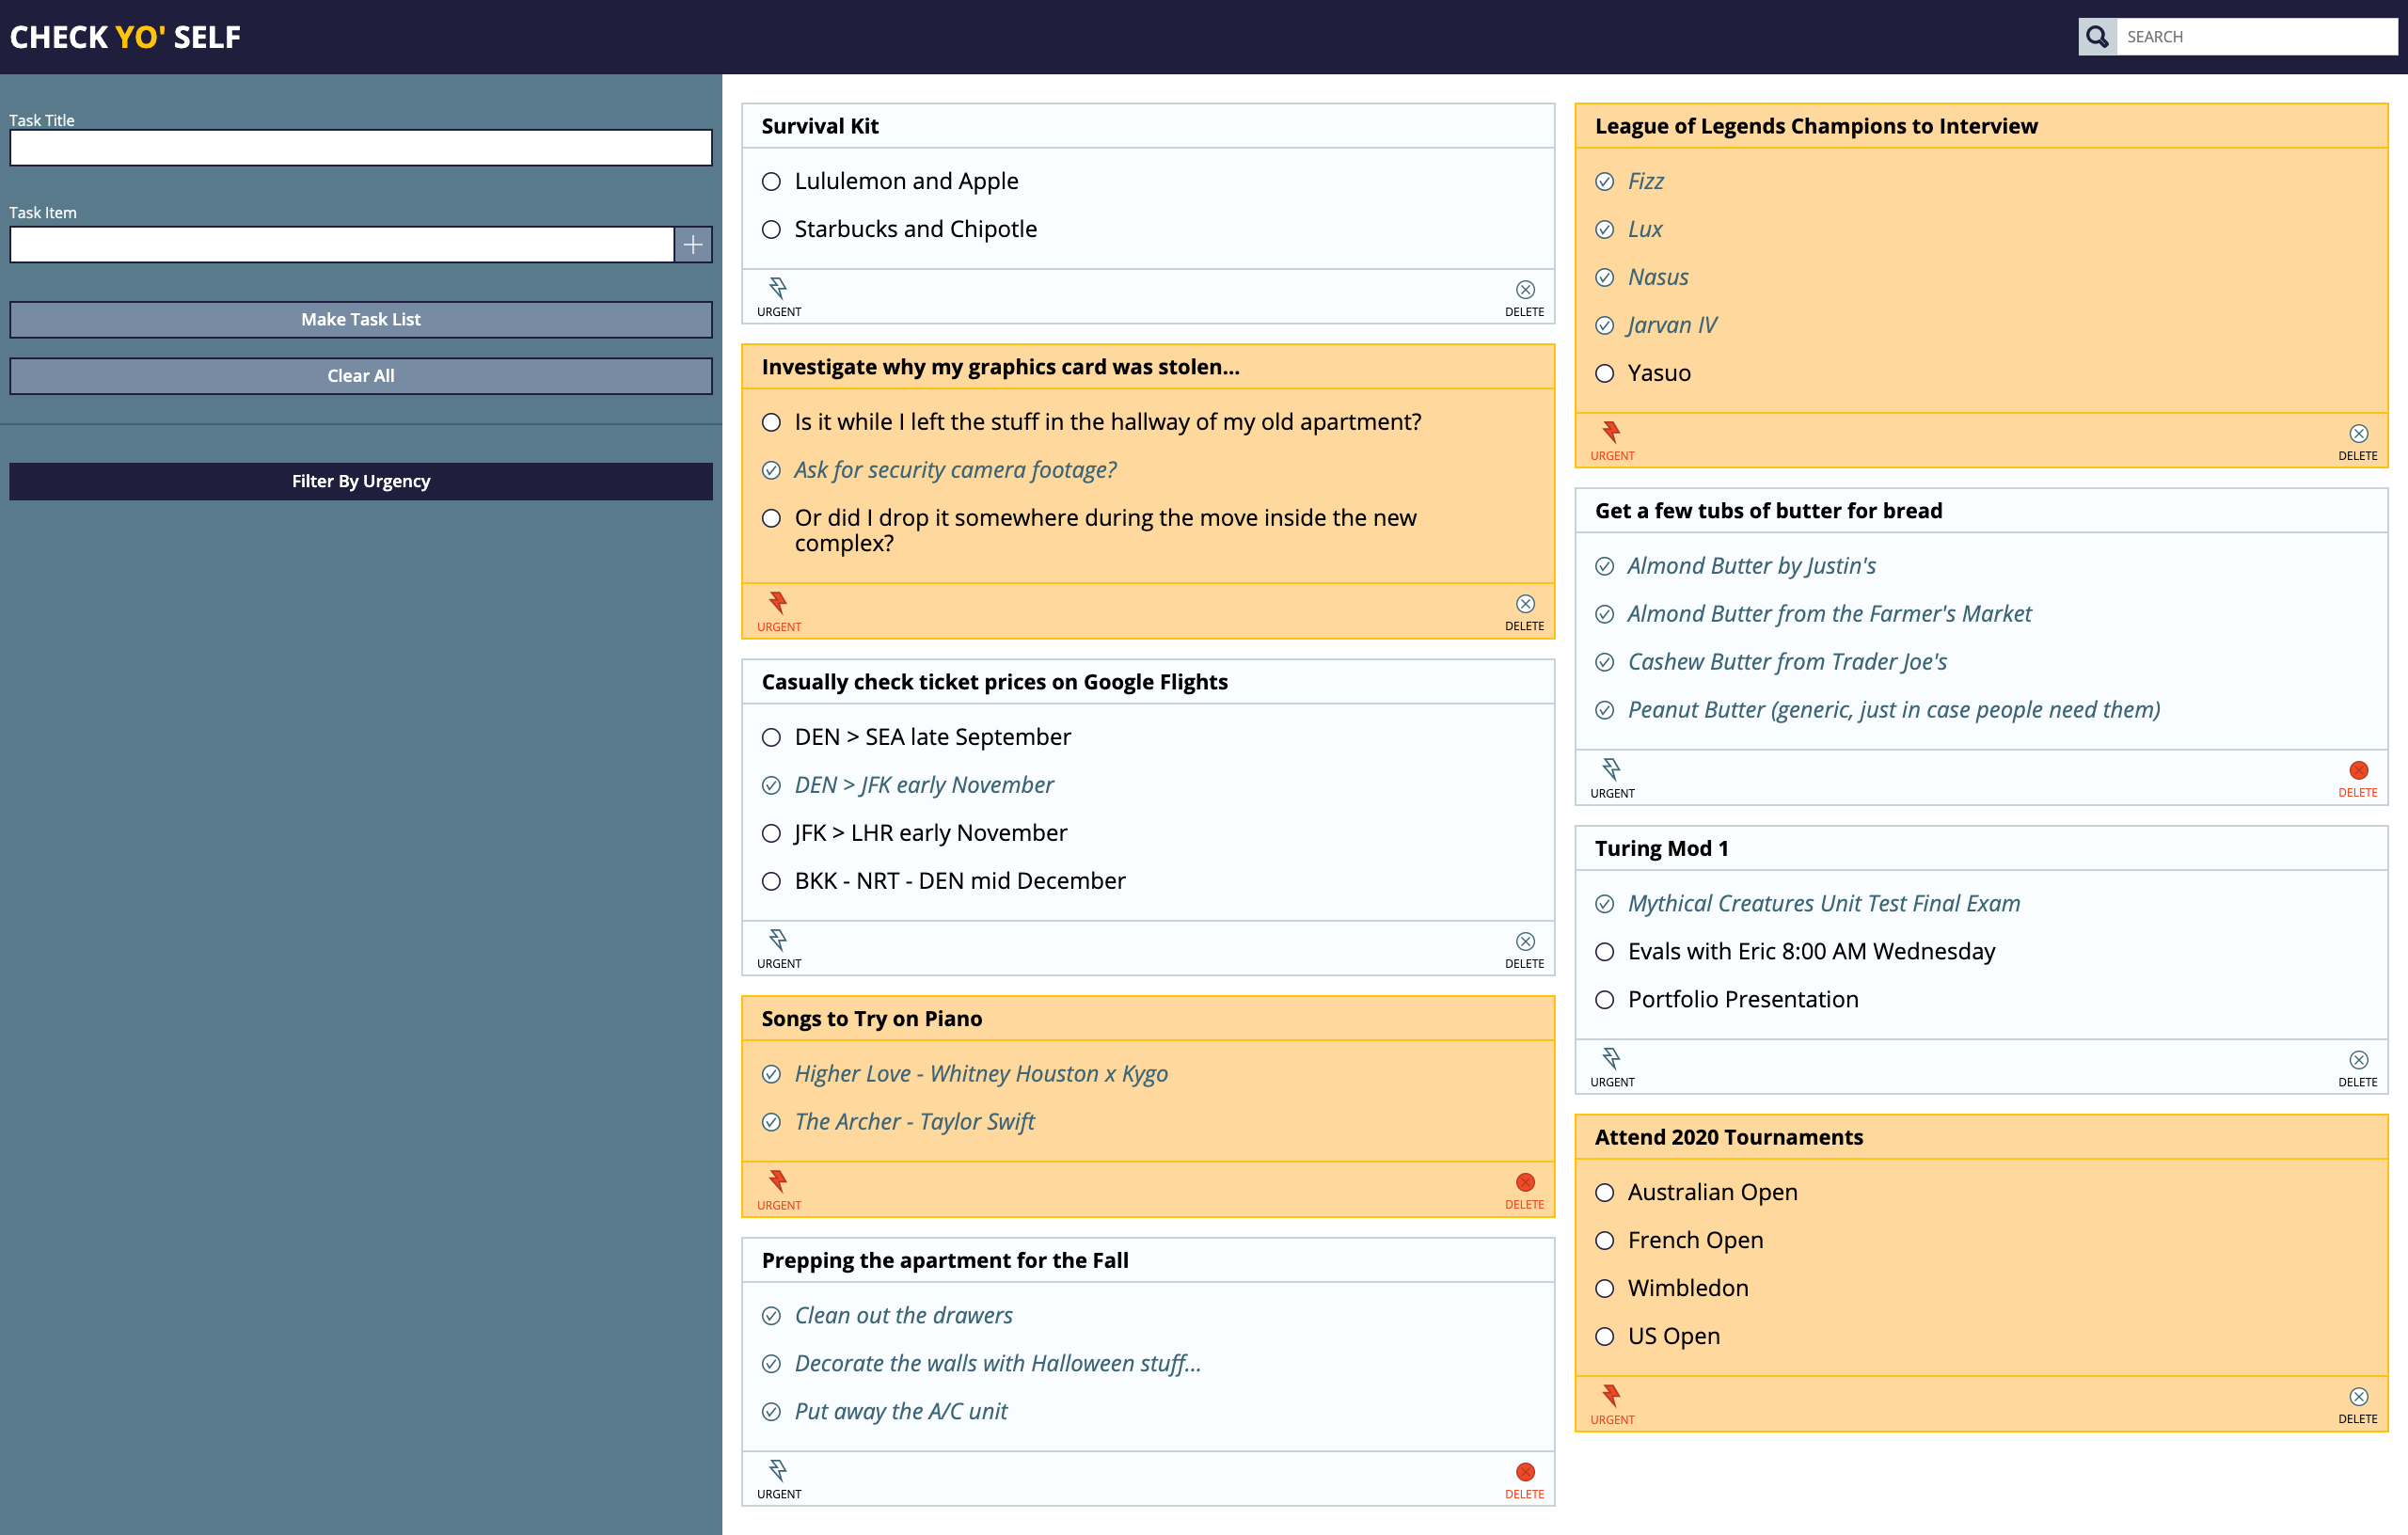 CHECK YO' SELF
SEARCH
Task Title
Task Item
Make Task List
Clear All
Filter By Urgency
Survival Kit
Lululemon and Apple
Starbucks and Chipotle
URGENT
DELETE
Investigate why my graphics card was stolen...
Is it while I left the stuff in the hallway of my old apartment?
Ask for security camera footage?
Or did I drop it somewhere during the move inside the new
complex?
URGENT
DELETE
Casually check ticket prices on Google Flights
DEN > SEA late September
DEN > JFK early November
JFK > LHR early November
BKK - NRT - DEN mid December
URGENT
DELETE
Songs to Try on Piano
Higher Love - Whitney Houston x Kygo
The Archer - Taylor Swift
URGENT
DELETE
Prepping the apartment for the Fall
Clean out the drawers
Decorate the walls with Halloween stuff...
Put away the A/C unit
URGENT
DELETE
League of Legends Champions to Interview
Fizz
Lux
Nasus
Jarvan IV
Yasuo
URGENT
DELETE
Get a few tubs of butter for bread
Almond Butter by Justin's
Almond Butter from the Farmer's Market
Cashew Butter from Trader Joe's
Peanut Butter (generic, just in case people need them)
URGENT
DELETE
Turing Mod 1
Mythical Creatures Unit Test Final Exam
Evals with Eric 8:00 AM Wednesday
Portfolio Presentation
URGENT
DELETE
Attend 2020 Tournaments
Australian Open
French Open
Wimbledon
US Open
URGENT
DELETE